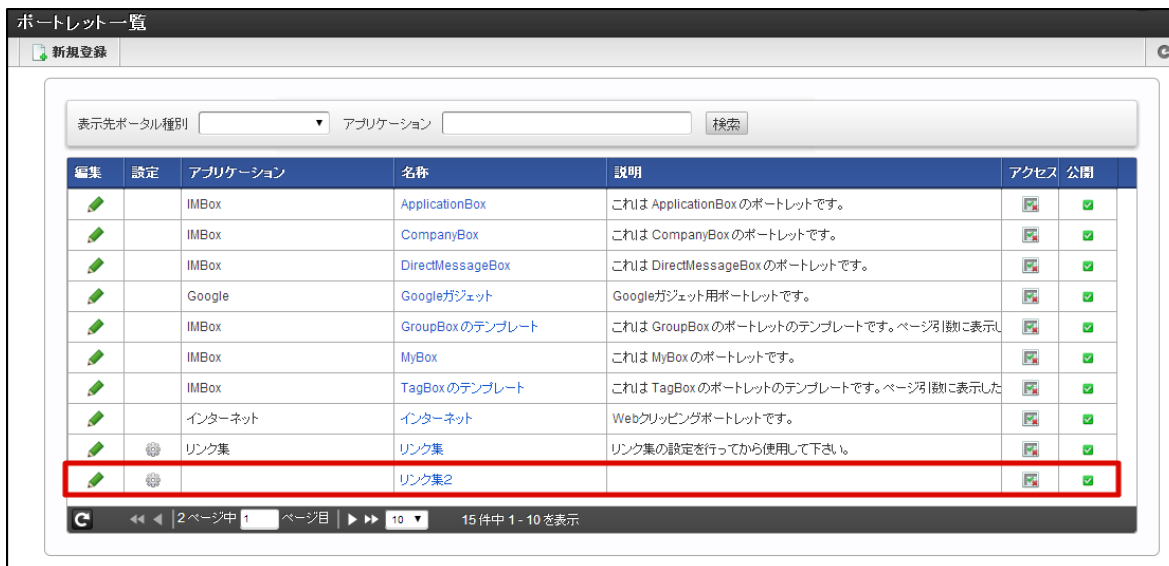 ポートレット一覧
新規登録
表示先ポータル種別 アプリケーション 検索
編集 設定 アプリケーション 名称 説明 アクセス 公開
IMBox ApplicationBox これは ApplicationBox のポートレットです。
IMBox CompanyBox これは CompanyBox のポートレットです。
IMBox DirectMessageBox これは DirectMessageBox のポートレットです。
Google Googleガジェット Googleガジェット用ポートレットです。
IMBox GroupBox のテンプレート これは GroupBox のポートレットのテンプレートです。ページ引数に表示し
IMBox MyBox これは MyBox のポートレットです。
IMBox TagBox のテンプレート これは TagBox のポートレットのテンプレートです。ページ引数に表示した
インターネット インターネット Webクリッピングポートレットです。
リンク集 リンク集 リンク集の設定を行ってから使用して下さい。
リンク集2
2ページ中 1 ページ目 10 15件中 1 - 10 を表示